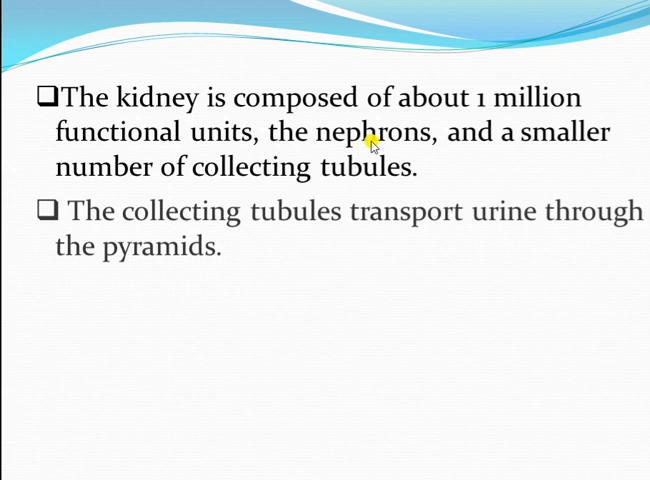 ❑The kidney is composed of about 1 million
functional units, the nephrons, and a smaller
number of collecting tubules.
❑ The collecting tubules transport urine through
the pyramids.